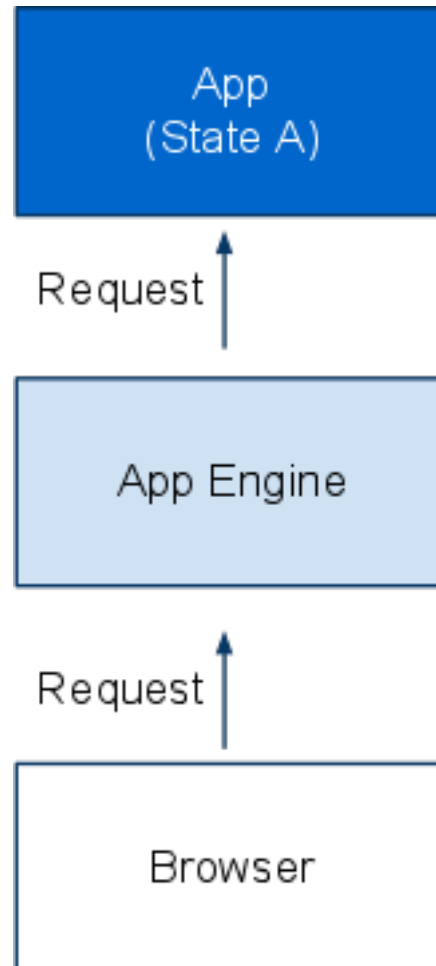 App
(State A)
Request
App Engine
Request
Browser